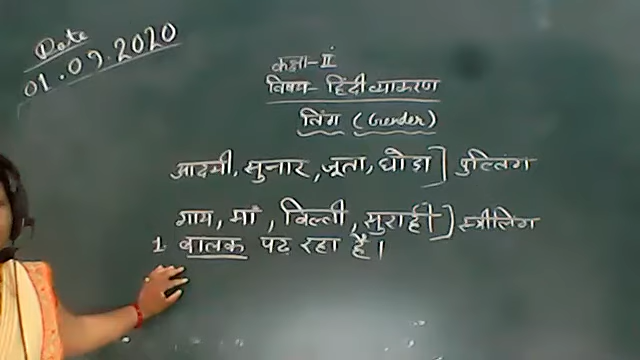 Date
01.09.2020
कक्षा-II
विषय- हिंदी व्याकरण
लिंग (Gender)
आदमी, सुनार, जूता, घोड़ा] पुल्लिंग
गाय, माँ, बिल्ली, सुराही] स्त्रीलिंग
1 बालक पढ़ रहा है।